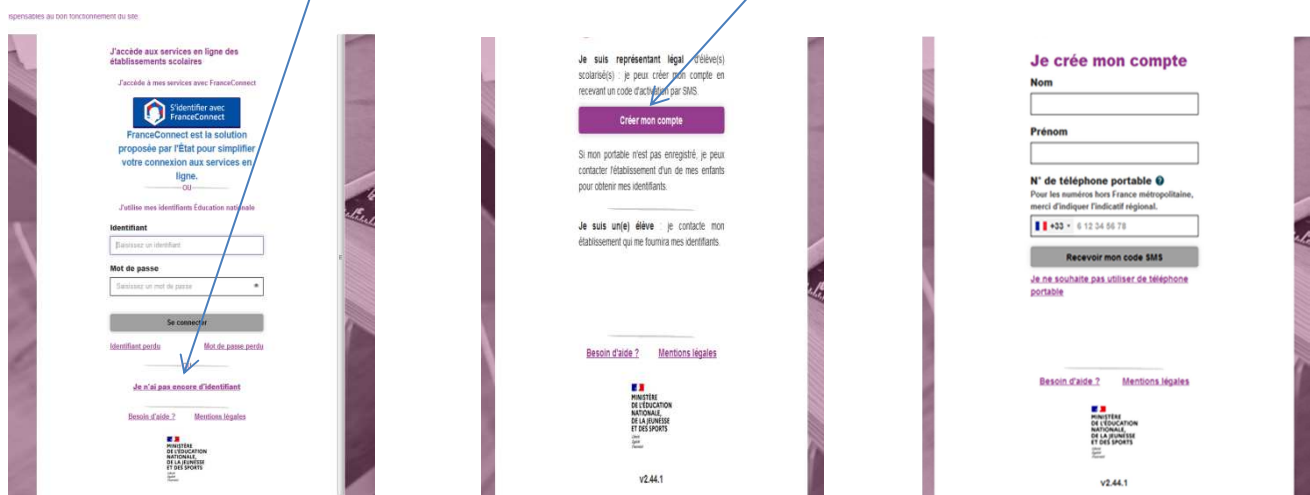 ispensables au bon fonctionnement du site.
J'accède aux services en ligne des
établissements scolaires
J'accède à mes services avec FranceConnect
S'identifier avec
FranceConnect
FranceConnect est la solution
proposée par l'État pour simplifier
votre connexion aux services en
ligne.
OU
J'utilise mes identifiants Éducation nationale
Identifiant
Saisissez un identifiant
Mot de passe
Saisissez un mot de passe
Se connecter
Identifiant perdu Mot de passe perdu
OU
Je n'ai pas encore d'identifiant
Besoin d'aide ? Mentions légales
MINISTÈRE
DE L'ÉDUCATION
NATIONALE,
DE LA JEUNESSE
ET DES SPORTS
Je suis représentant légal d'élève(s)
scolarisé(s) : je peux créer mon compte en
recevant un code d'activation par SMS.
Créer mon compte
Si mon portable n'est pas enregistré, je peux
contacter l'établissement d'un de mes enfants
pour obtenir mes identifiants.
Je suis un(e) élève : je contacte mon
établissement qui me fournira mes identifiants
Besoin d'aide ? Mentions légales
MINISTÈRE
DE L'ÉDUCATION
NATIONALE,
DE LA JEUNESSE
ET DES SPORTS
v2.44.1
Je crée mon compte
Nom
Prénom
N° de téléphone portable ?
Pour les numéros hors France métropolitaine,
merci d'indiquer l'indicatif régional.
+33 6 12 34 56 78
Recevoir mon code SMS
Je ne souhaite pas utiliser de téléphone
portable
Besoin d'aide ? Mentions légales
MINISTÈRE
DE L'ÉDUCATION
NATIONALE,
DE LA JEUNESSE
ET DES SPORTS
v2.44.1